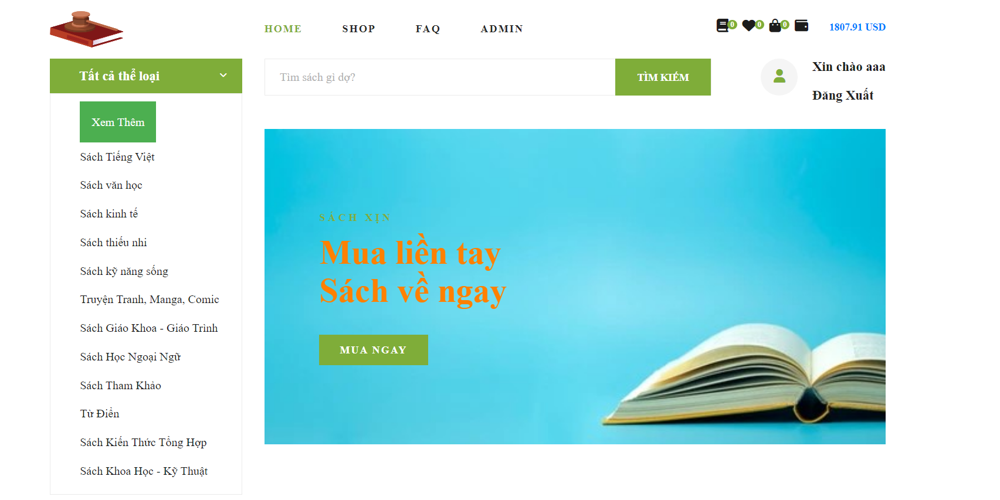 HOME SHOP FAQ ADMIN 0 0 0 1807.91 USD
Tất cả thể loại
Tìm sách gì dợ? TÌM KIẾM
Xin chào aaa
Đăng Xuất
Xem Thêm
Sách Tiếng Việt
Sách văn học
Sách kinh tế
Sách thiếu nhi
Sách kỹ năng sống
Truyện Tranh, Manga, Comic
Sách Giáo Khoa - Giáo Trình
Sách Học Ngoại Ngữ
Sách Tham Khảo
Từ Điển
Sách Kiến Thức Tổng Hợp
Sách Khoa Học - Kỹ Thuật
SÁCH XỊN
Mua liền tay
Sách về ngay
MUA NGAY